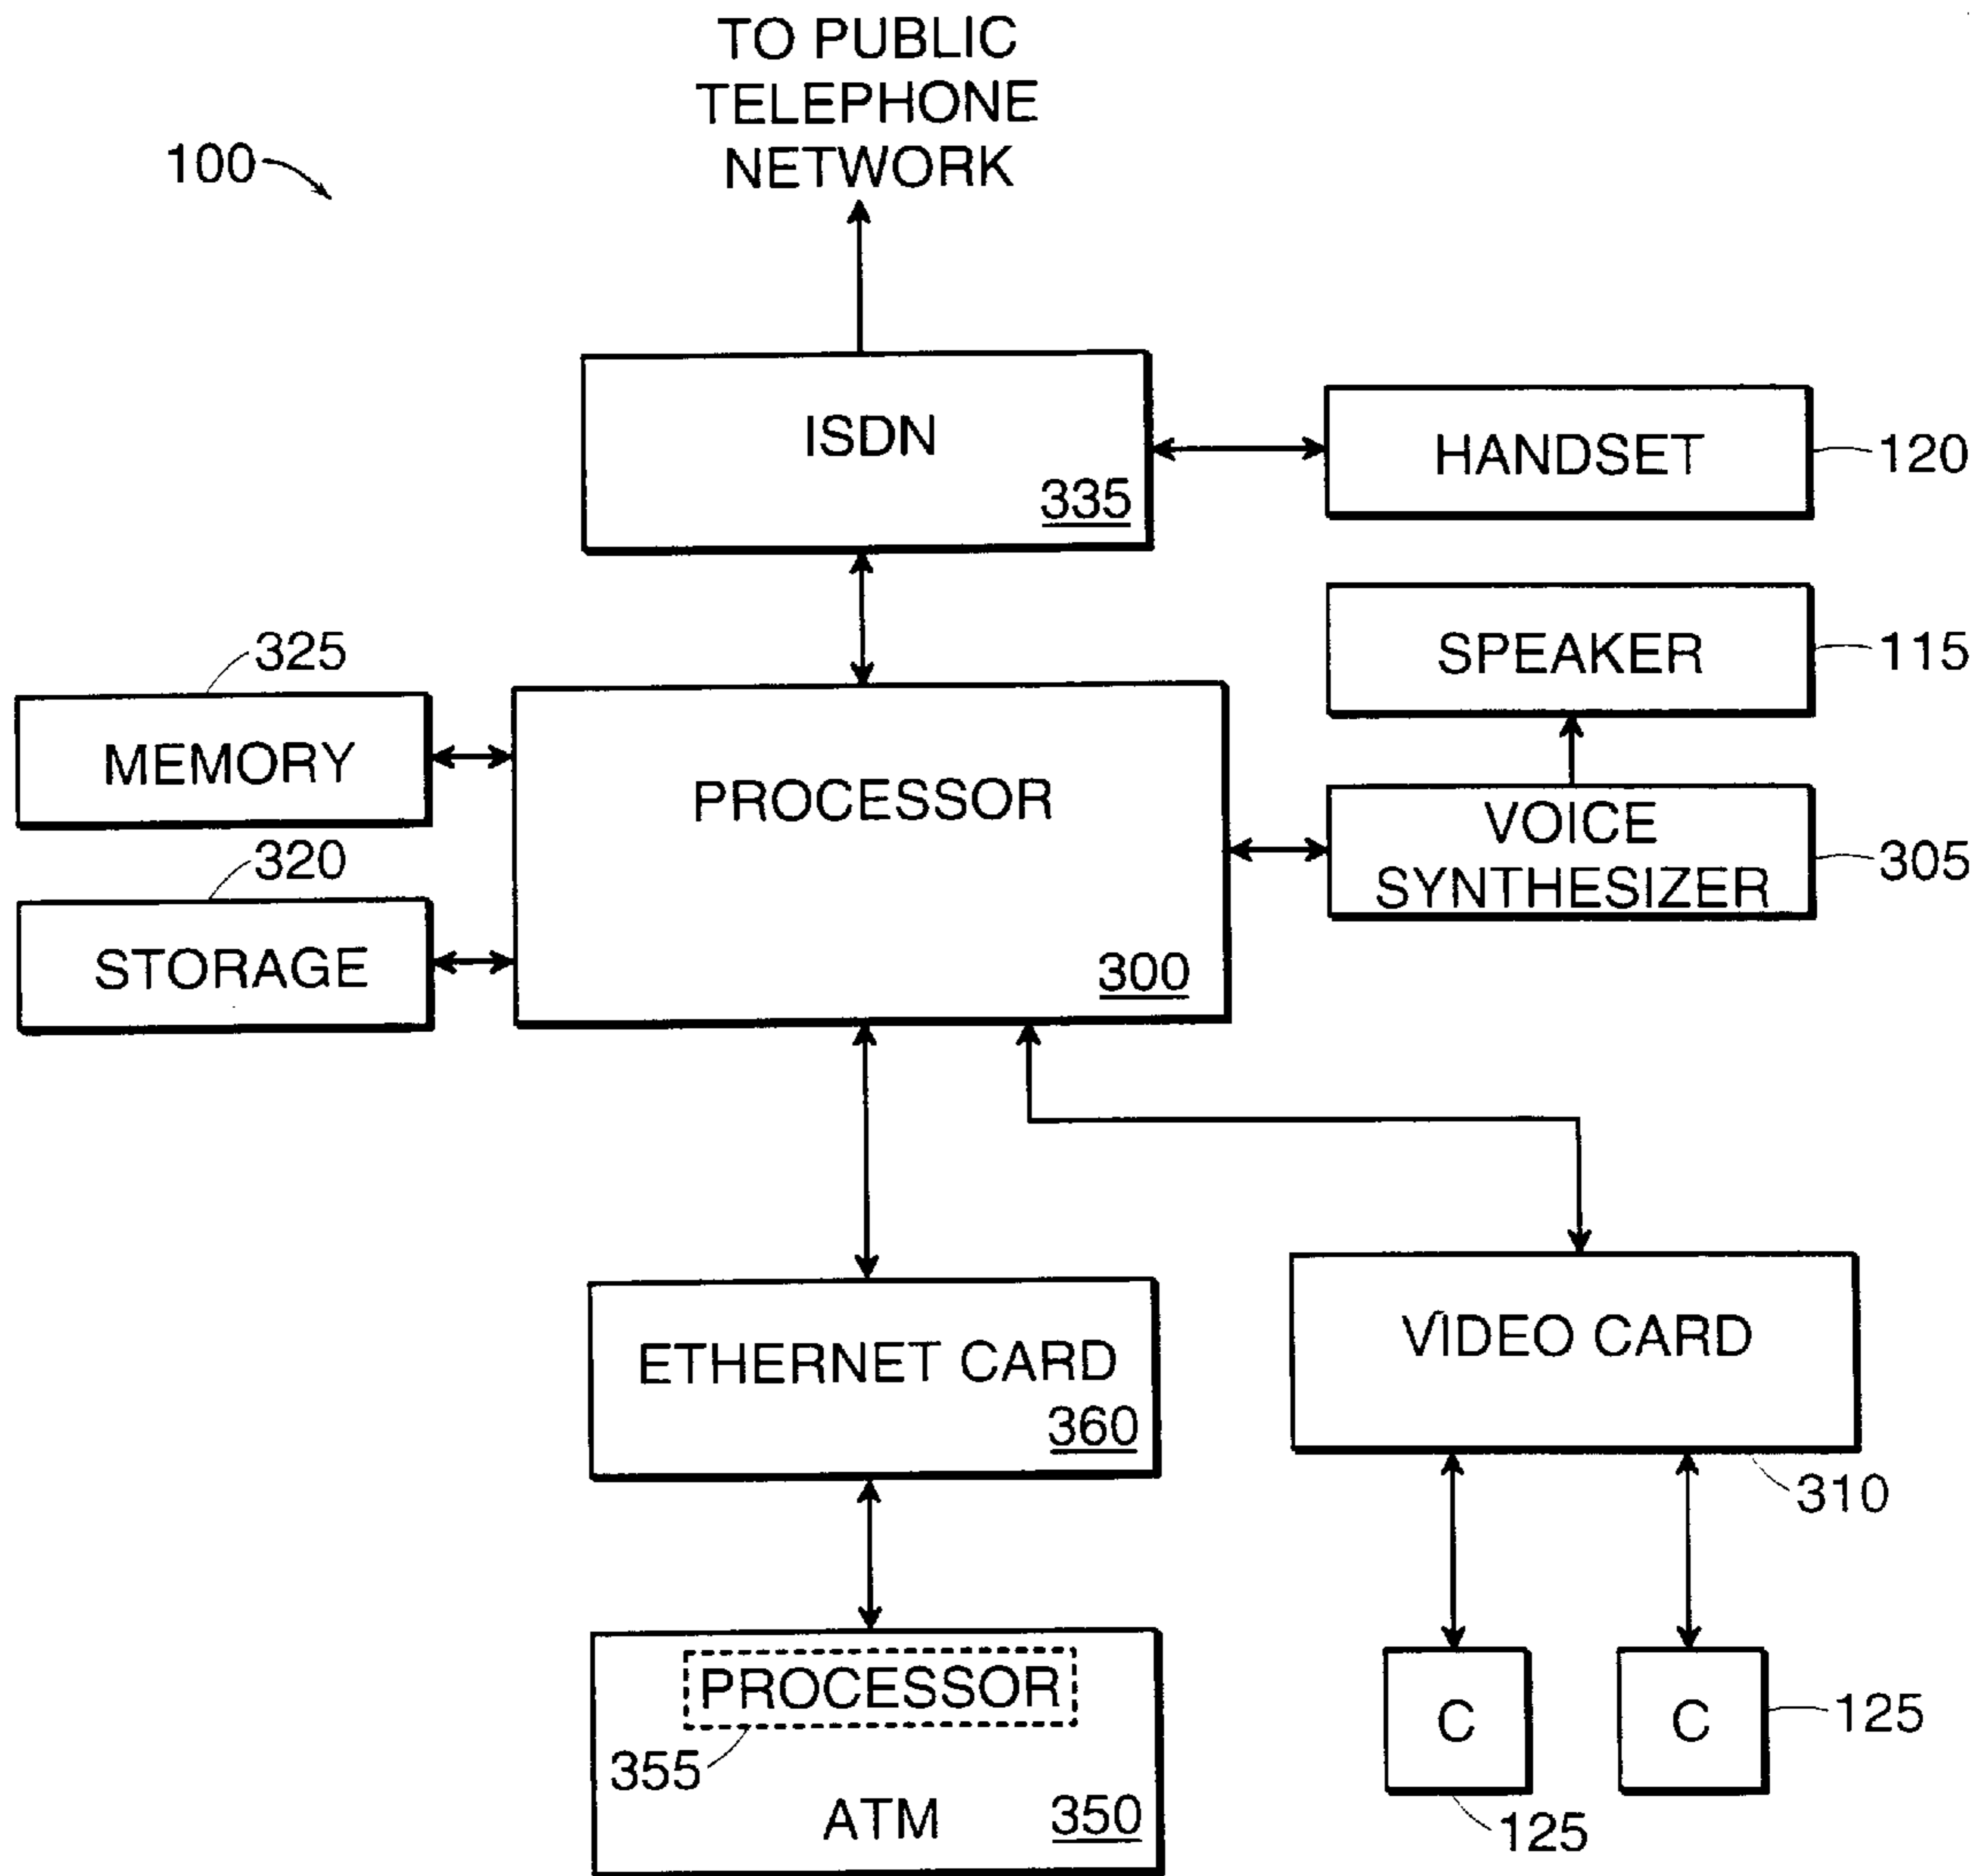 TO PUBLIC
TELEPHONE
NETWORK
100
ISDN
335
HANDSET
120
SPEAKER
115
325
MEMORY
PROCESSOR
300
VOICE
SYNTHESIZER
305
320
STORAGE
ETHERNET CARD
360
VIDEO CARD
310
PROCESSOR
355
ATM
350
C
125
C
125